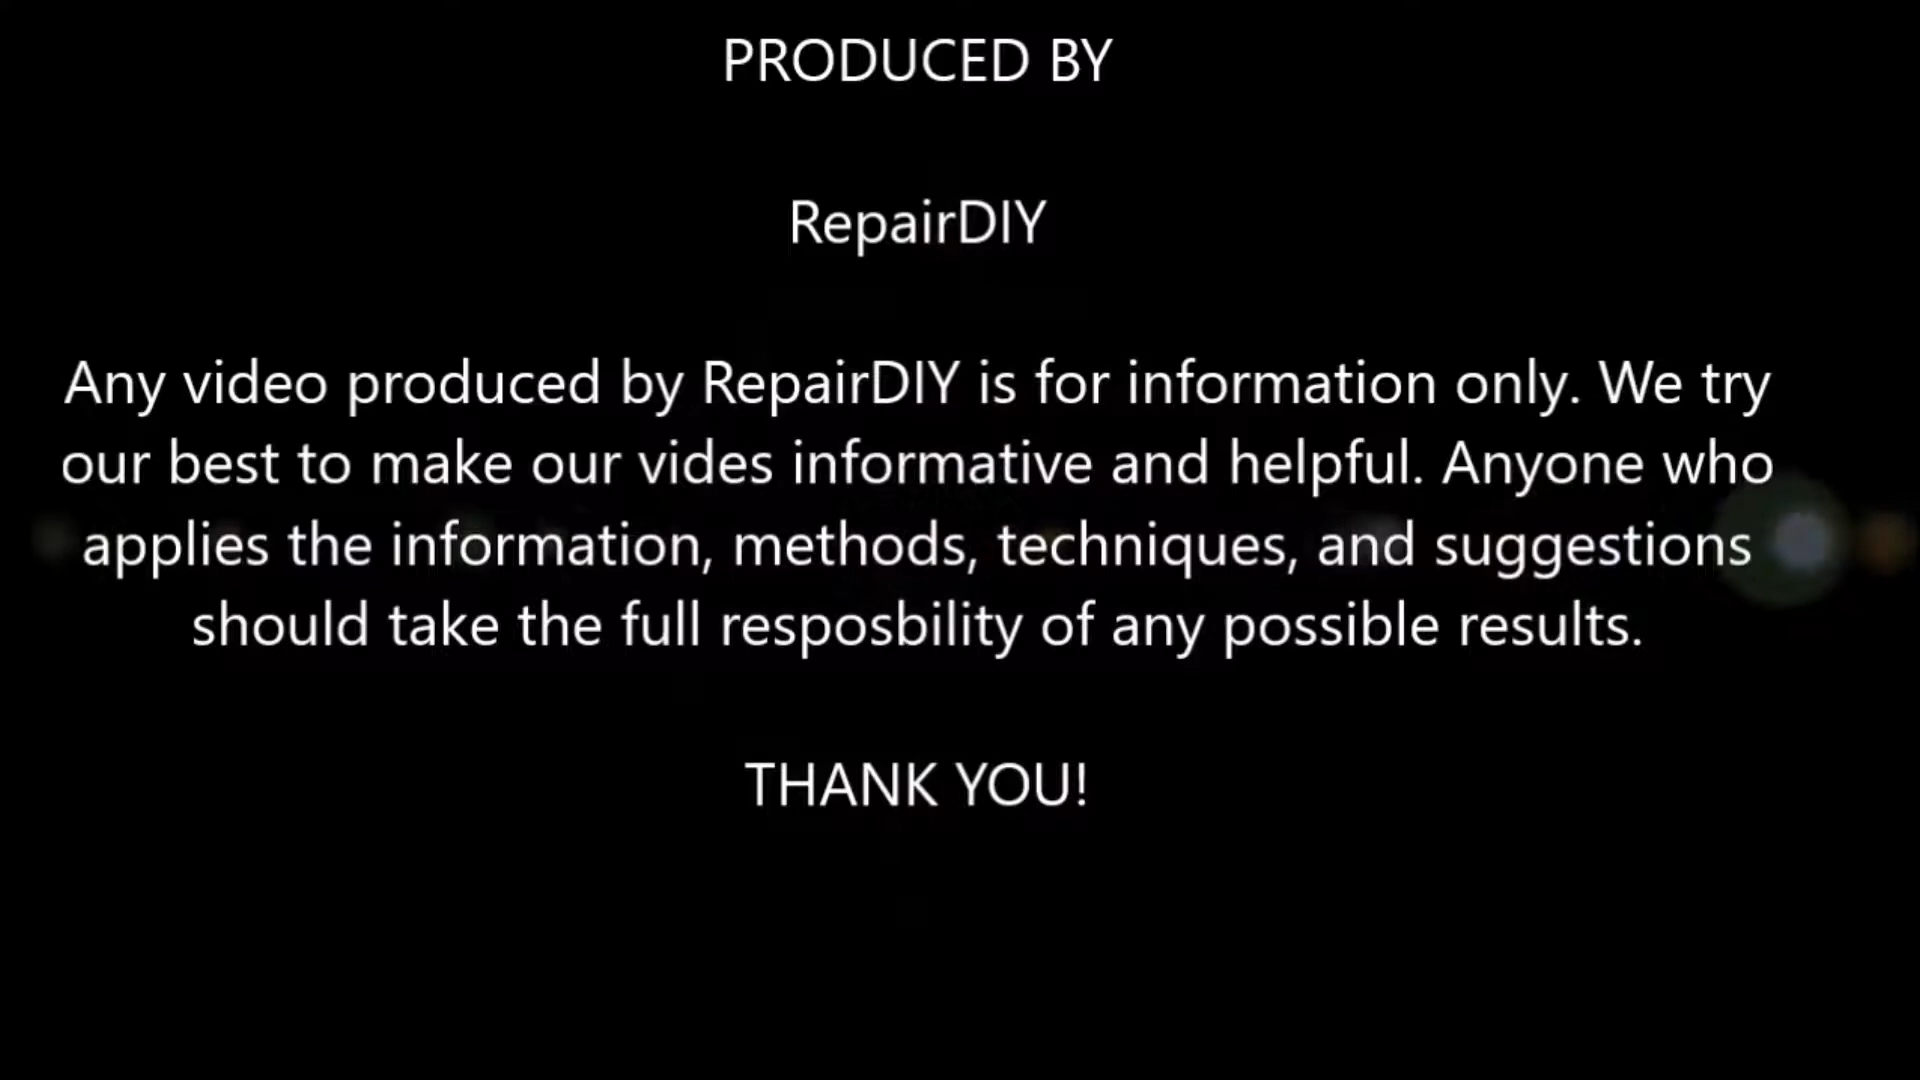 PRODUCED BY
RepairDIY
Any video produced by RepairDIY is for information only. We try
our best to make our vides informative and helpful. Anyone who
applies the information, methods, techniques, and suggestions
should take the full resposbility of any possible results.
THANK YOU!